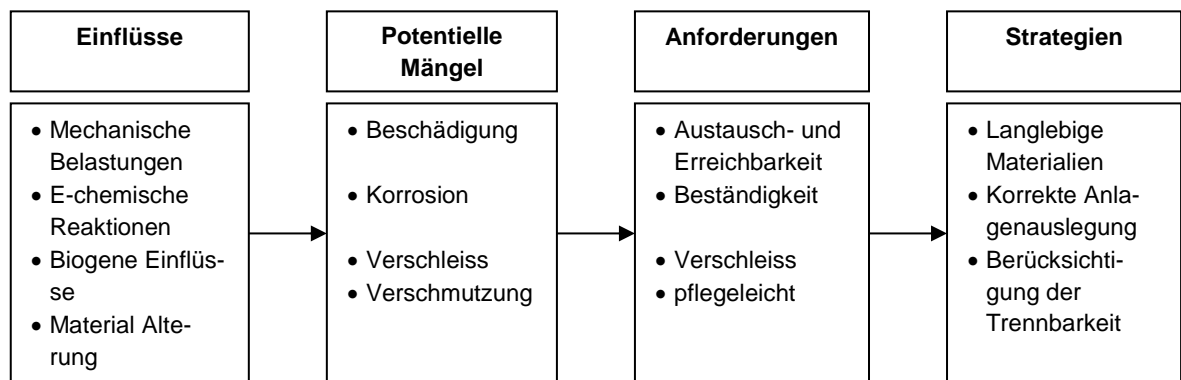 Einflüsse
Potentielle
Mängel
Anforderungen
Strategien
• Mechanische
Belastungen
• E-chemische
Reaktionen
• Biogene Einflüs-
se
• Material Alte-
rung
• Beschädigung
• Korrosion
• Verschleiss
• Verschmutzung
• Austausch- und
Erreichbarkeit
• Beständigkeit
• Verschleiss
• pflegeleicht
• Langlebige
Materialien
• Korrekte Anla-
genauslegung
• Berücksichti-
gung der
Trennbarkeit